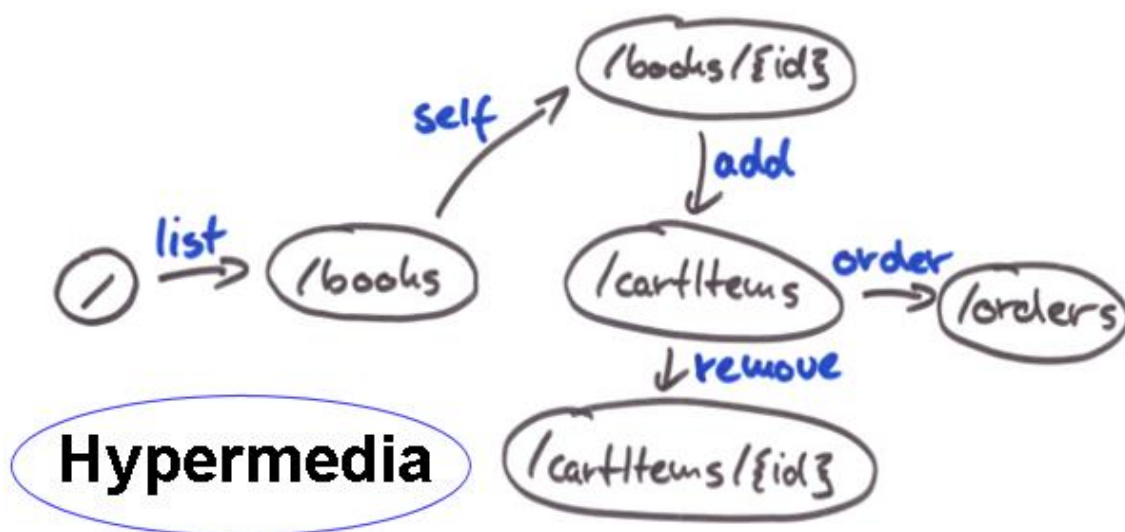 /books/{id}
self
add
list
/
/books
/cartItems
order
/orders
remove
Hypermedia
/cartItems/{id}